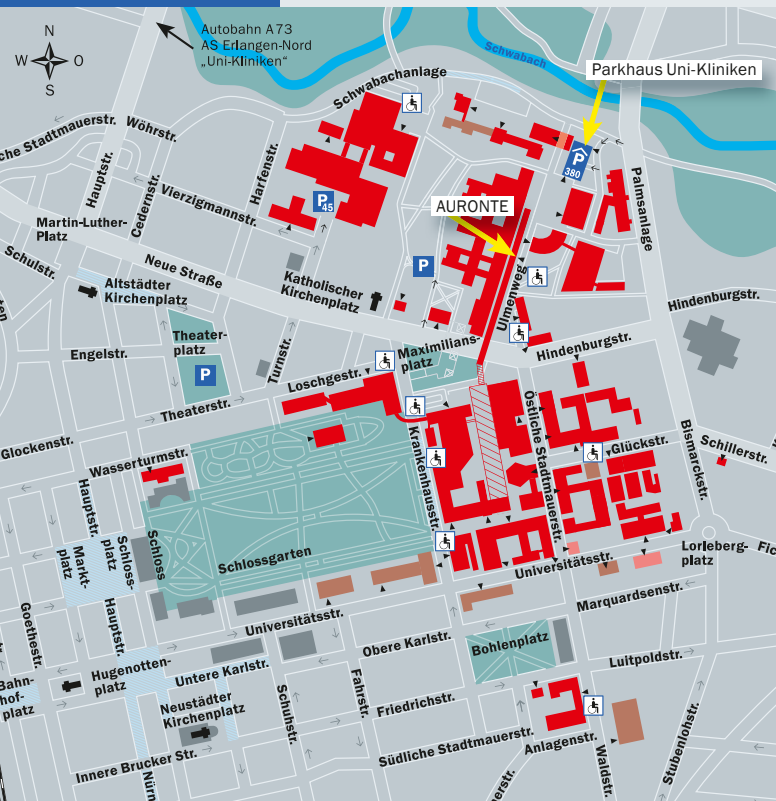 Autobahn A73
AS Erlangen-Nord
„Uni-Kliniken“
N
W
O
S
Schwabach
Parkhaus Uni-Kliniken
Schwabachanlage
che Stadtmauerstr.
Wöhrstr.
Hauptstr.
Cedernstr.
Vierzigmannstr.
Harfenstr.
P
45
P
380
Palmsanlage
AURONTE
Martin-Luther-
Platz
Schulstr.
Altstädter
Kirchenplatz
Neue Straße
Katholischer
Kirchenplatz
P
Ulmenweg
Hindenburgstr.
Hindenburgstr.
Engelstr.
Theater-
platz
P
Turnstr.
Maximilians-
platz
Loschgestr.
Theaterstr.
Glockenstr.
Wasserturmstr.
Krankenhausstr.
Östliche Stadtmauerstr.
Glückstr.
Bismarckstr.
Schillerstr.
Hauptstr.
Markt-
platz
Schloss-
platz
Schloss
Schlossgarten
Universitätsstr.
Lorleberg-
platz
Fic
Marquardsenstr.
Goethestr.
Hauptstr.
Universitätsstr.
Obere Karlstr.
Bohlenplatz
Luitpoldstr.
Bahn-
hof-
platz
Hugenotten-
platz
Untere Karlstr.
Neustädter
Kirchenplatz
Schuhstr.
Fahrstr.
Friedrichstr.
Südliche Stadtmauerstr.
Anlagenstr.
Waldstr.
Stubenlohstr.
Innere Brucker Str.
Nürn
erstr.